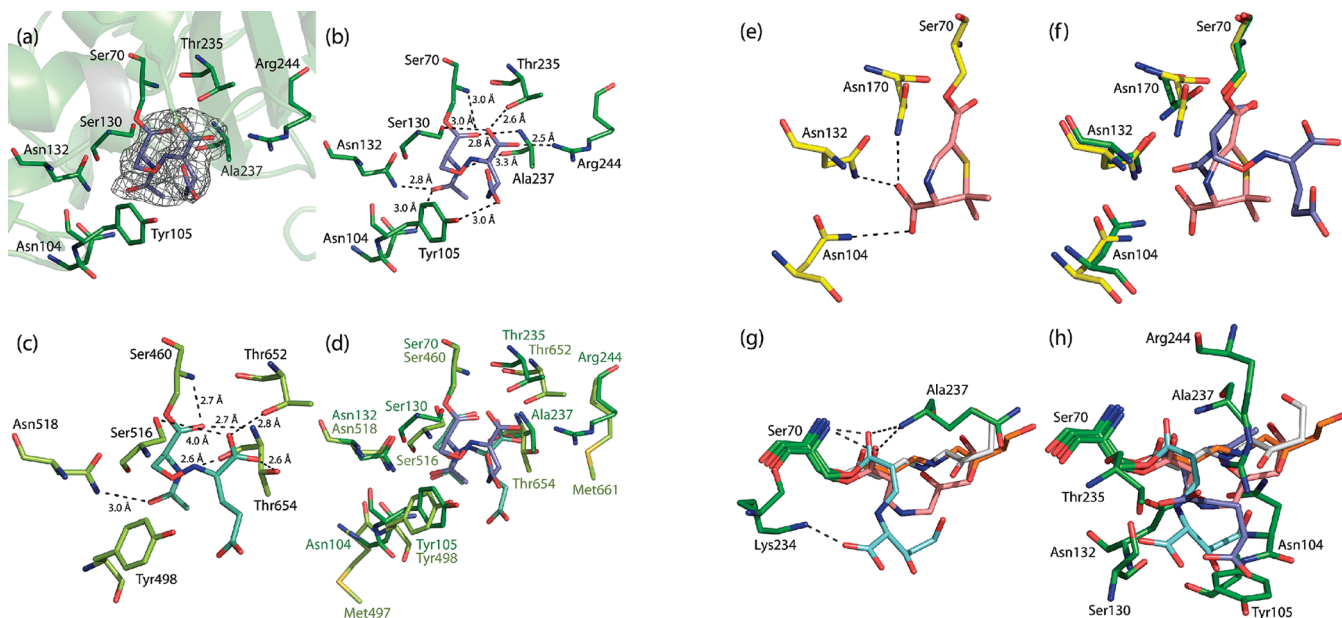 (a)
Thr235
Ser70
Arg244
Ser130
Asn132
Ala237
Asn104
Tyr105
(b)
Ser70
Thr235
3.0 Å
Ser130
3.0 Å
2.6 Å
2.5 Å
2.8 Å
Asn132
3.3 Å
Ala237
Arg244
2.8 Å
3.0 Å
3.0 Å
Asn104
Tyr105
(c)
Ser460
Thr652
2.7 Å
2.7 Å
2.8 Å
Asn518
Ser516
4.0 Å
2.6 Å
2.6 Å
Thr654
3.0 Å
Tyr498
(d)
Ser70
Ser460
Thr235
Thr652
Arg244
Asn132
Asn518
Ser130
Ala237
Ser516
Thr654
Met661
Asn104
Tyr105
Tyr498
Met497
(e)
Ser70
Asn170
Asn132
Asn104
(f)
Ser70
Asn170
Asn132
Asn104
(g)
Ala237
Ser70
Lys234
(h)
Arg244
Ala237
Ser70
Thr235
Asn132
Asn104
Ser130
Tyr105